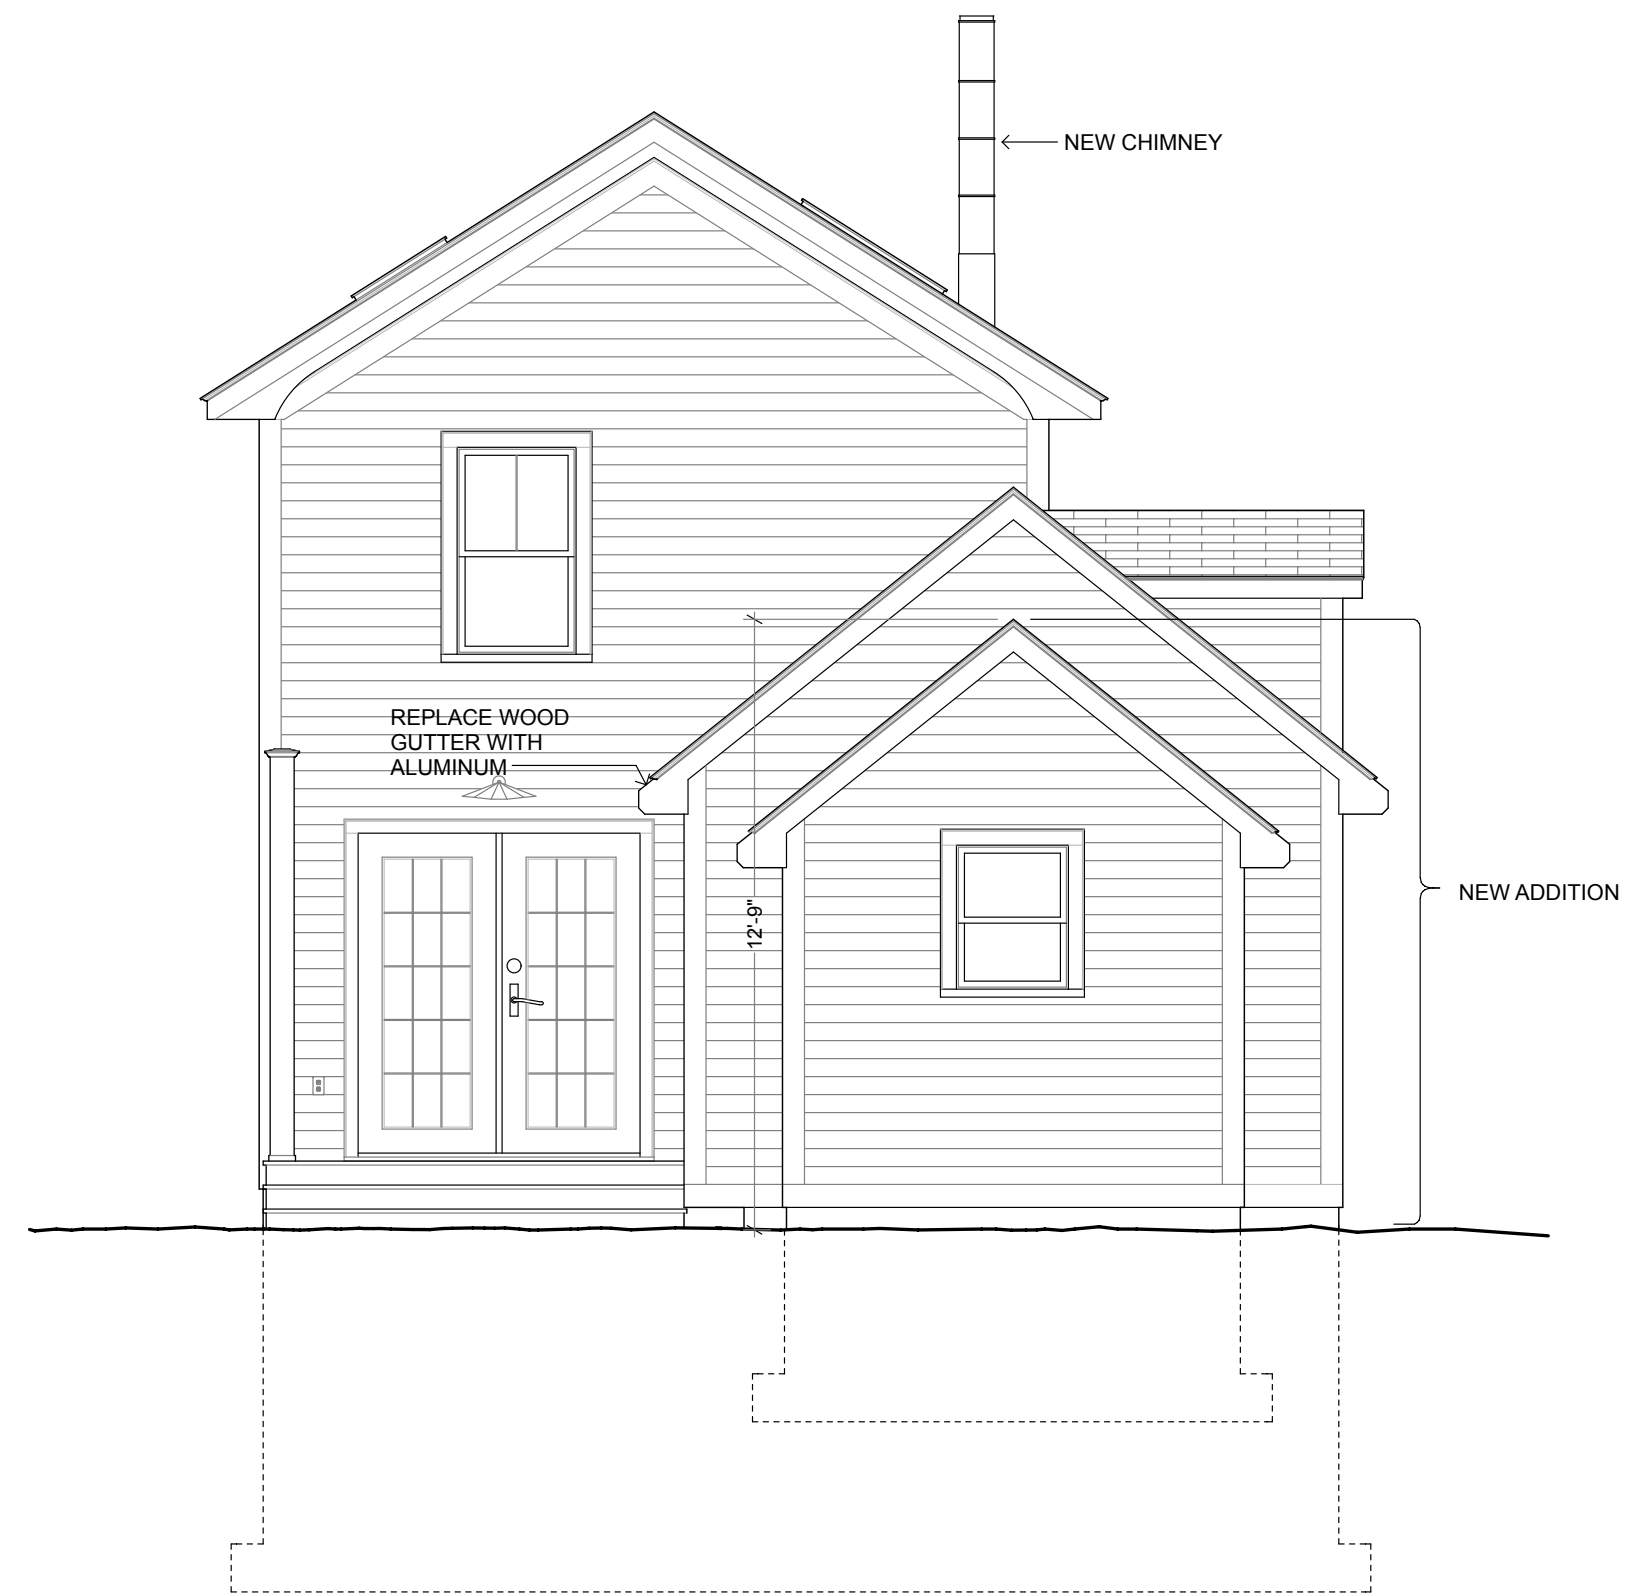 NEW CHIMNEY
REPLACE WOOD
GUTTER WITH
ALUMINUM
12'-9"
NEW ADDITION